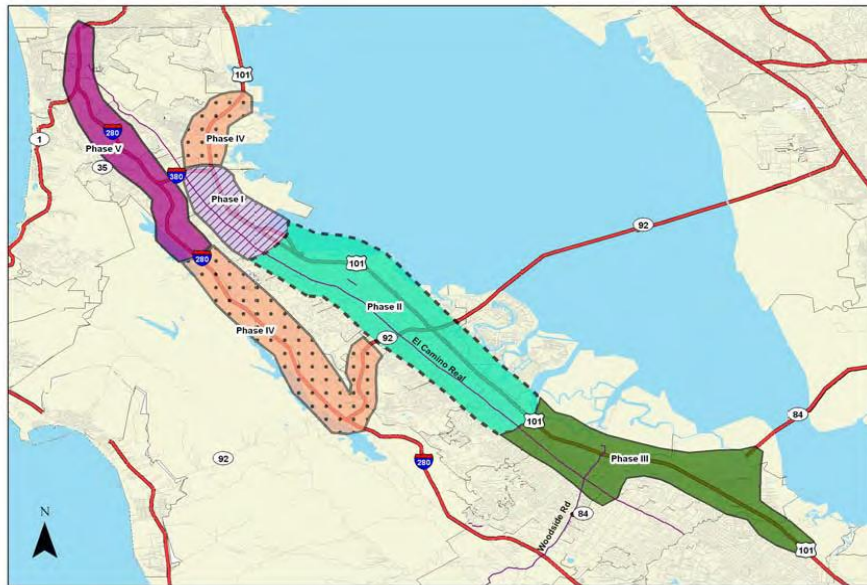 101
1
280
Phase V
35
Phase IV
380
Phase I
280
101
92
Phase II
Phase IV
92
El Camino Real
101
84
Phase III
92
280
84
Woodside Rd
101
N